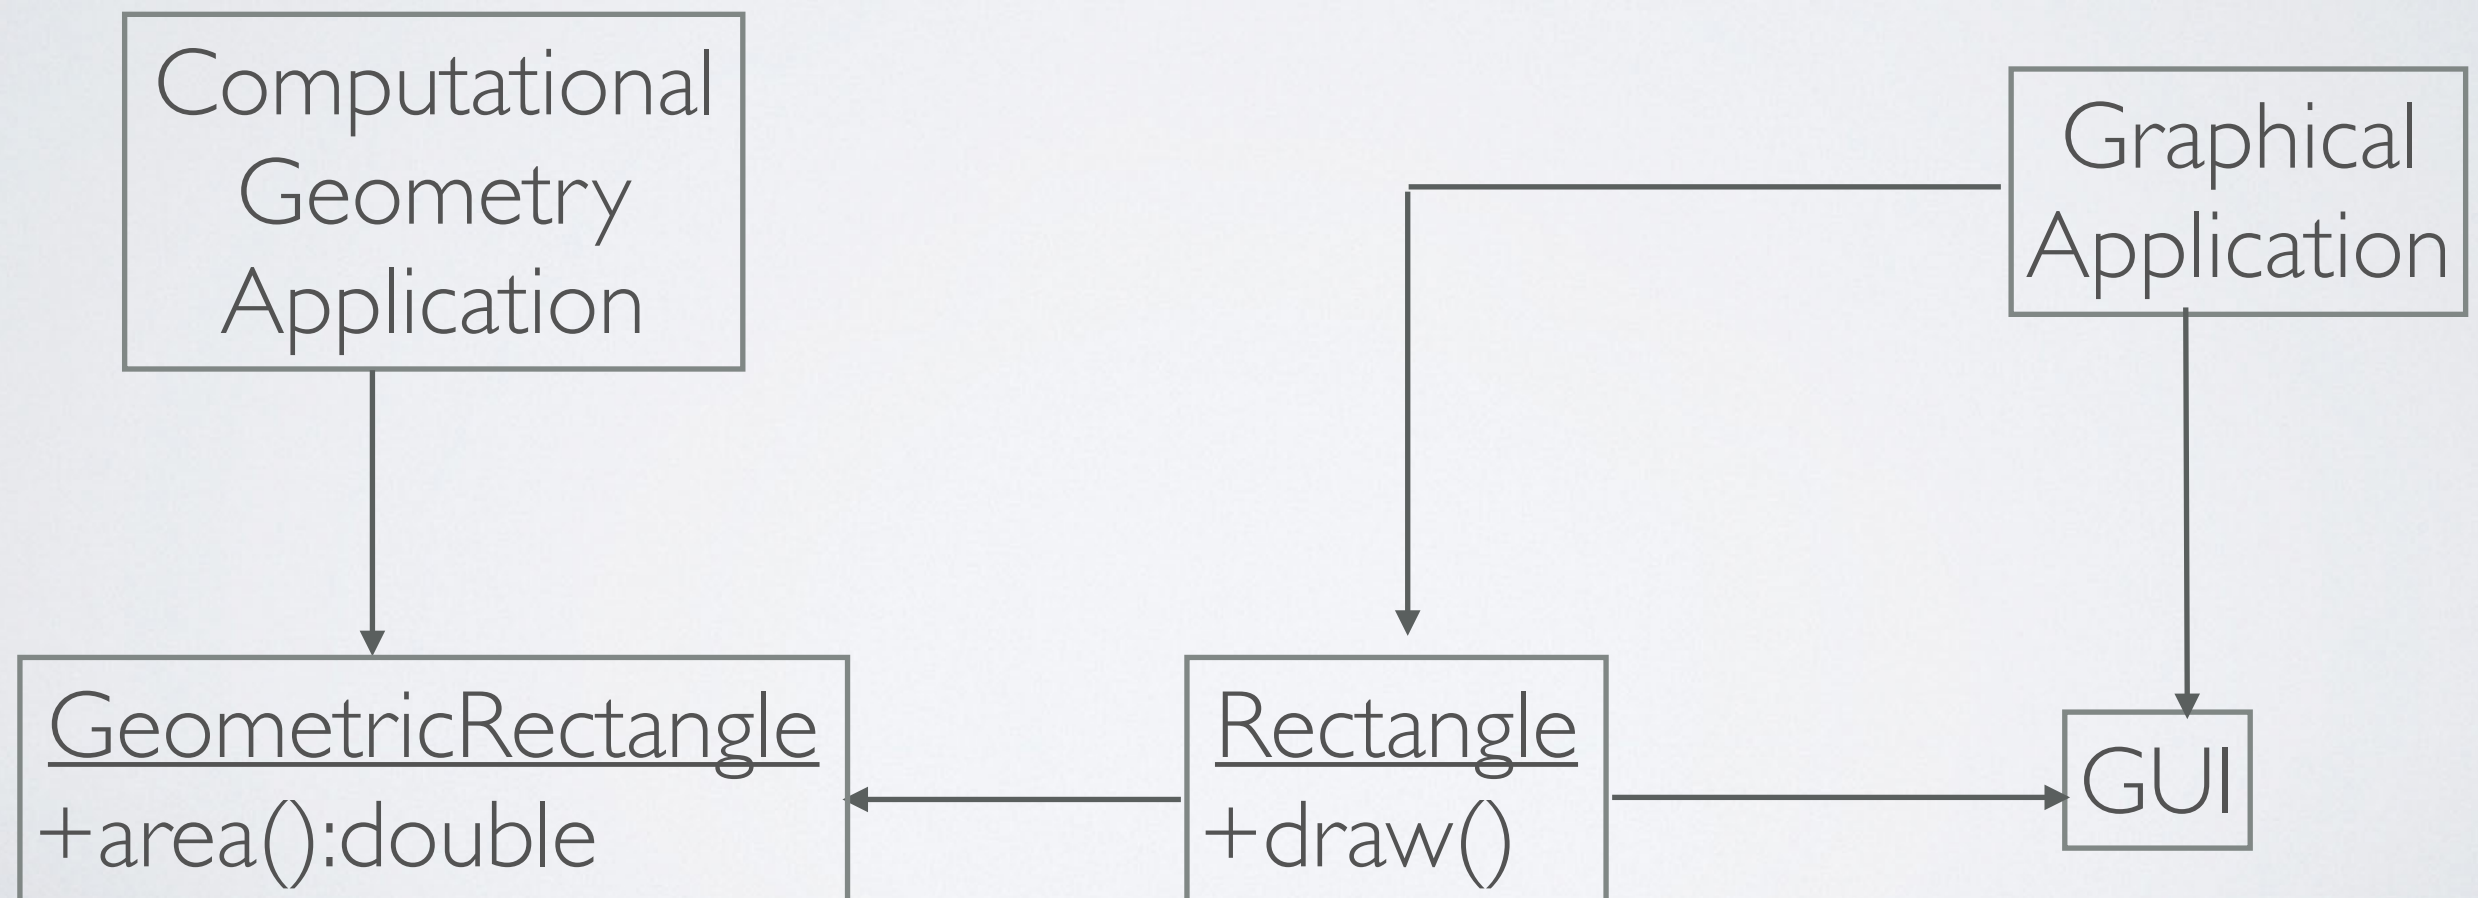 Computational
Geometry
Application
Graphical
Application
GeometricRectangle
+area():double
Rectangle
+draw()
GUI